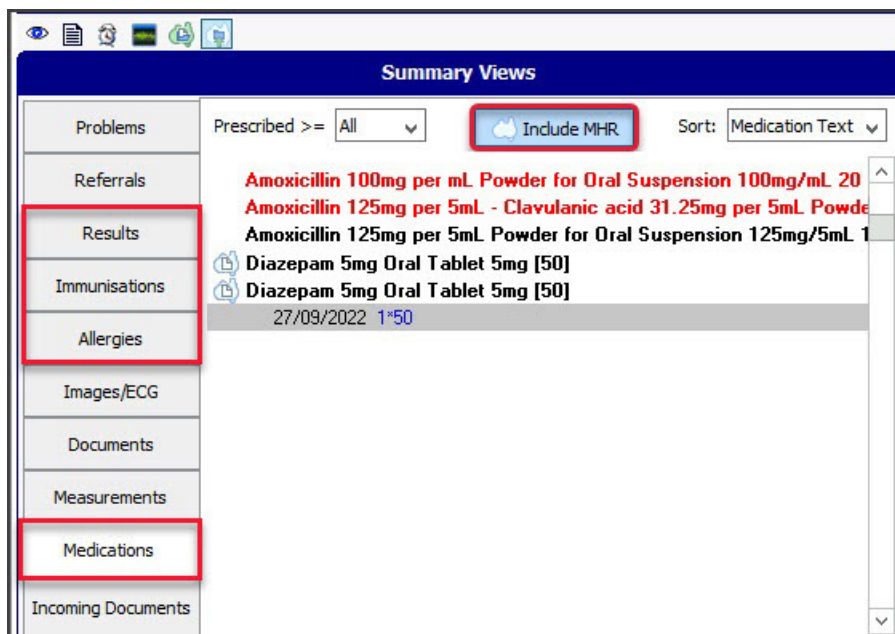 Summary Views
Problems
Referrals
Results
Immunisations
Allergies
Images/ECG
Documents
Measurements
Medications
Incoming Documents
Prescribed >= All
Include MHR
Sort: Medication Text
Amoxicillin 100mg per mL Powder for Oral Suspension 100mg/mL 20
Amoxicillin 125mg per 5mL - Clavulanic acid 31.25mg per 5mL Powde
Amoxicillin 125mg per 5mL Powder for Oral Suspension 125mg/5mL 1
Diazepam 5mg Oral Tablet 5mg [50]
Diazepam 5mg Oral Tablet 5mg [50]
27/09/2022 1*50